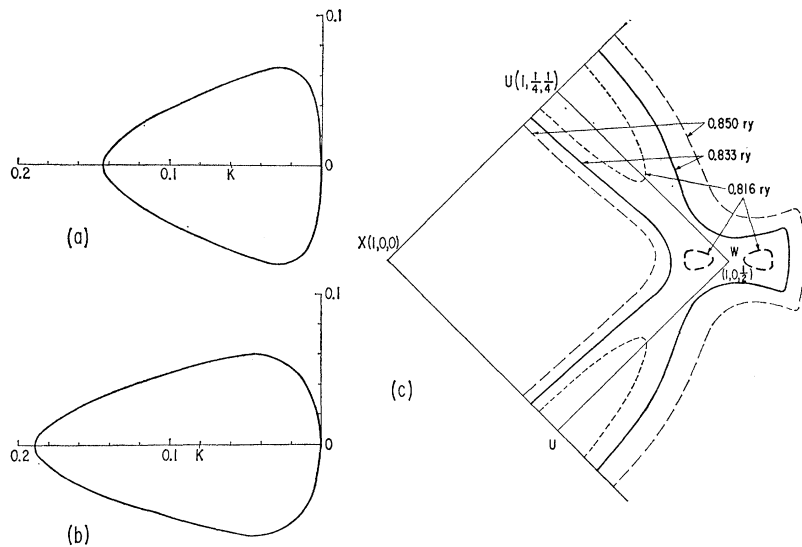 0.1
0.2
0.1
K
0
(a)
0.1
0.2
0.1
K
0
(b)
U(1,1/4,1/4)
0.850 ry
0.833 ry
0.816 ry
X(1,0,0)
W
(1,0,1/2)
U
(c)